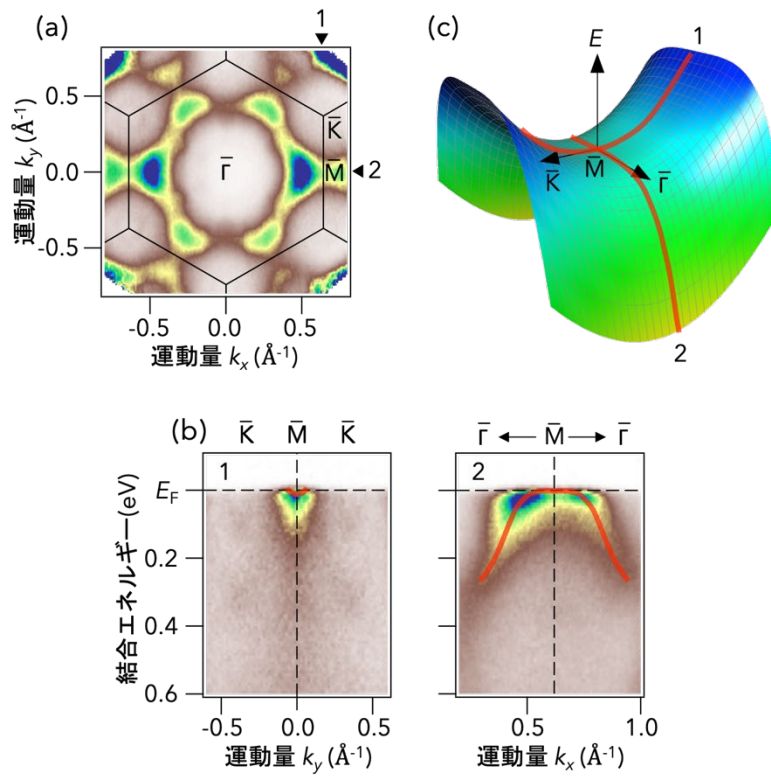 (a)
1
運動量 ky (Å-1)
0.5
0.0
-0.5
Γ̄
K̄
M̄
2
-0.5 0.0 0.5
運動量 kx (Å-1)
(c)
E
1
K̄
M̄
Γ̄
2
(b)
K̄ M̄ K̄
1
EF
0.2
0.4
0.6
結合エネルギー(eV)
-0.5 0.0 0.5
運動量 ky (Å-1)
Γ̄ ← M̄ → Γ̄
2
0.5 1.0
運動量 kx (Å-1)